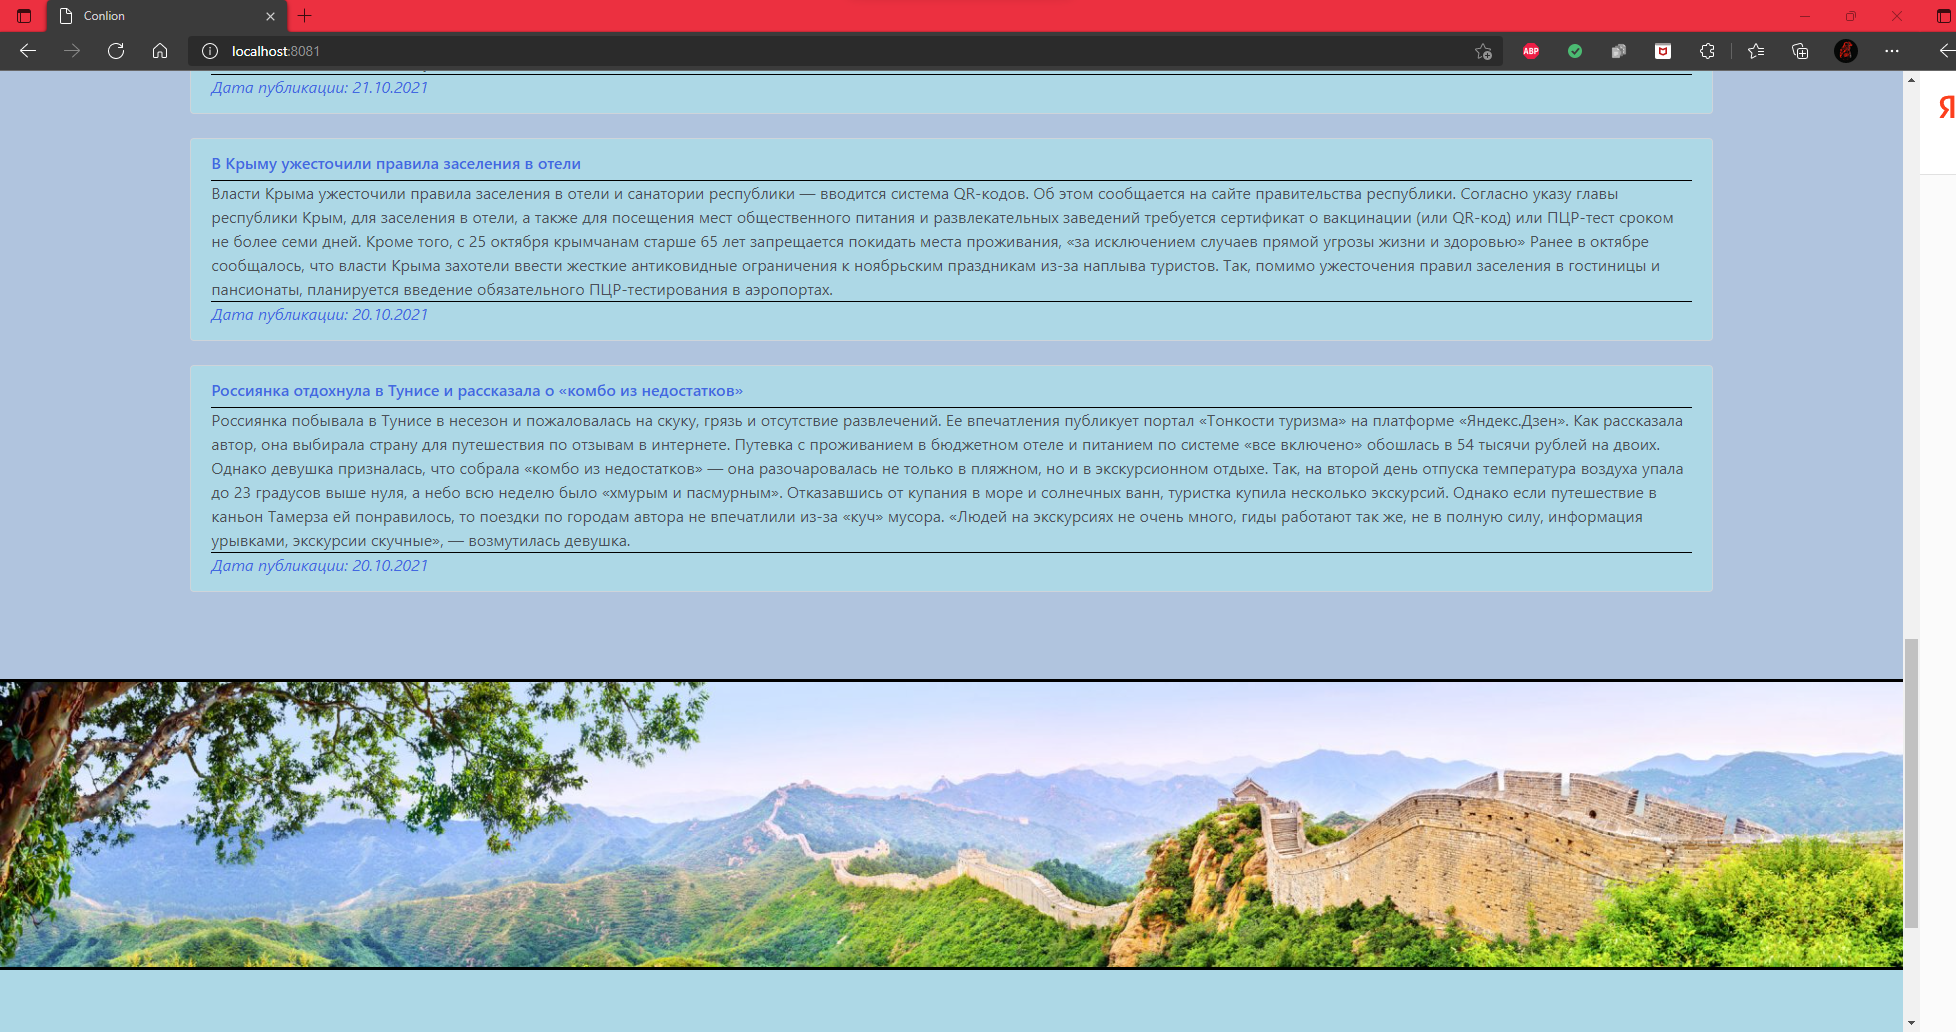 Conlion
localhost:8081
ABP
Я
Дата публикации: 21.10.2021
В Крыму ужесточили правила заселения в отели
Власти Крыма ужесточили правила заселения в отели и санатории республики — вводится система QR-кодов. Об этом сообщается на сайте правительства республики. Согласно указу главы
республики Крым, для заселения в отели, а также для посещения мест общественного питания и развлекательных заведений требуется сертификат о вакцинации (или QR-код) или ПЦР-тест сроком
не более семи дней. Кроме того, с 25 октября крымчанам старше 65 лет запрещается покидать места проживания, «за исключением случаев прямой угрозы жизни и здоровью» Ранее в октябре
сообщалось, что власти Крыма захотели ввести жесткие антиковидные ограничения к ноябрьским праздникам из-за наплыва туристов. Так, помимо ужесточения правил заселения в гостиницы и
пансионаты, планируется введение обязательного ПЦР-тестирования в аэропортах.
Дата публикации: 20.10.2021
Россиянка отдохнула в Тунисе и рассказала о «комбо из недостатков»
Россиянка побывала в Тунисе в несезон и пожаловалась на скуку, грязь и отсутствие развлечений. Ее впечатления публикует портал «Тонкости туризма» на платформе «Яндекс.Дзен». Как рассказала
автор, она выбирала страну для путешествия по отзывам в интернете. Путевка с проживанием в бюджетном отеле и питанием по системе «все включено» обошлась в 54 тысячи рублей на двоих.
Однако девушка призналась, что собрала «комбо из недостатков» — она разочаровалась не только в пляжном, но и в экскурсионном отдыхе. Так, на второй день отпуска температура воздуха упала
до 23 градусов выше нуля, а небо всю неделю было «хмурым и пасмурным». Отказавшись от купания в море и солнечных ванн, туристка купила несколько экскурсий. Однако если путешествие в
каньон Тамерза ей понравилось, то поездки по городам автора не впечатлили из-за «куч» мусора. «Людей на экскурсиях не очень много, гиды работают так же, не в полную силу, информация
урывками, экскурсии скучные», — возмутилась девушка.
Дата публикации: 20.10.2021